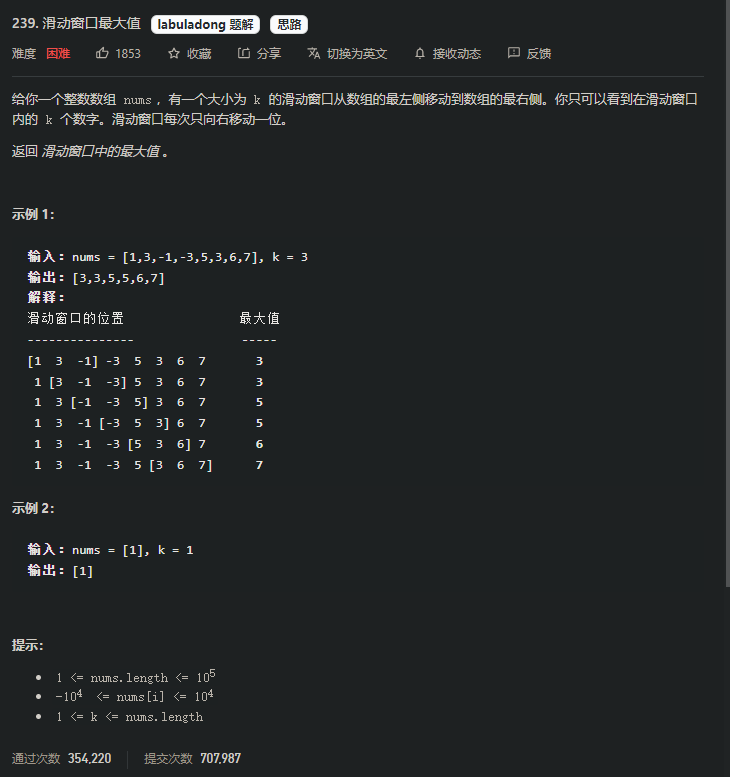 239. 滑动窗口最大值 labuladong 题解 思路
难度 困难 1853 收藏 分享 切换为英文 接收动态 反馈
给你一个整数数组 nums，有一个大小为 k 的滑动窗口从数组的最左侧移动到数组的最右侧。你只可以看到在滑动窗口
内的 k 个数字。滑动窗口每次只向右移动一位。
返回 滑动窗口中的最大值 。
示例 1：
输入：nums = [1,3,-1,-3,5,3,6,7], k = 3
输出：[3,3,5,5,6,7]
解释：
滑动窗口的位置 最大值
--------------- -----
[1 3 -1] -3 5 3 6 7 3
1 [3 -1 -3] 5 3 6 7 3
1 3 [-1 -3 5] 3 6 7 5
1 3 -1 [-3 5 3] 6 7 5
1 3 -1 -3 [5 3 6] 7 6
1 3 -1 -3 5 [3 6 7] 7
示例 2：
输入：nums = [1], k = 1
输出：[1]
提示：
• 1 <= nums.length <= 10⁵
• -10⁴ <= nums[i] <= 10⁴
• 1 <= k <= nums.length
通过次数 354,220 提交次数 707,987